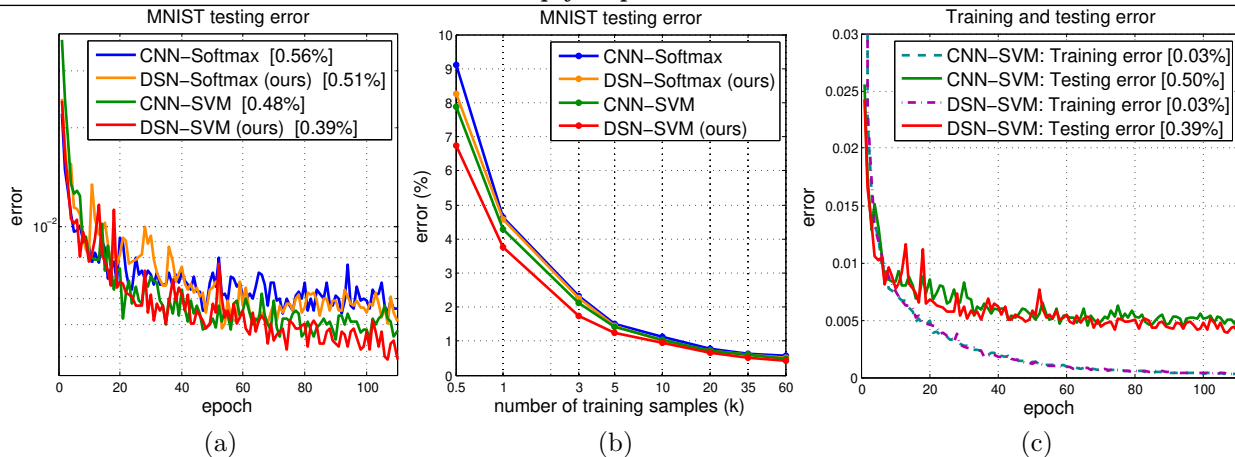 MNIST testing error
CNN−Softmax [0.56%]
DSN−Softmax (ours) [0.51%]
CNN−SVM [0.48%]
DSN−SVM (ours) [0.39%]
error
10−2
0 20 40 60 80 100
epoch
(a)
MNIST testing error
CNN−Softmax
DSN−Softmax (ours)
CNN−SVM
DSN−SVM (ours)
error (%)
10
9
8
7
6
5
4
3
2
1
0
0.5 1 3 5 10 20 35 60
number of training samples (k)
(b)
Training and testing error
CNN−SVM: Training error [0.03%]
CNN−SVM: Testing error [0.50%]
DSN−SVM: Training error [0.03%]
DSN−SVM: Testing error [0.39%]
error
0.03
0.025
0.02
0.015
0.01
0.005
0
0 20 40 60 80 100
epoch
(c)